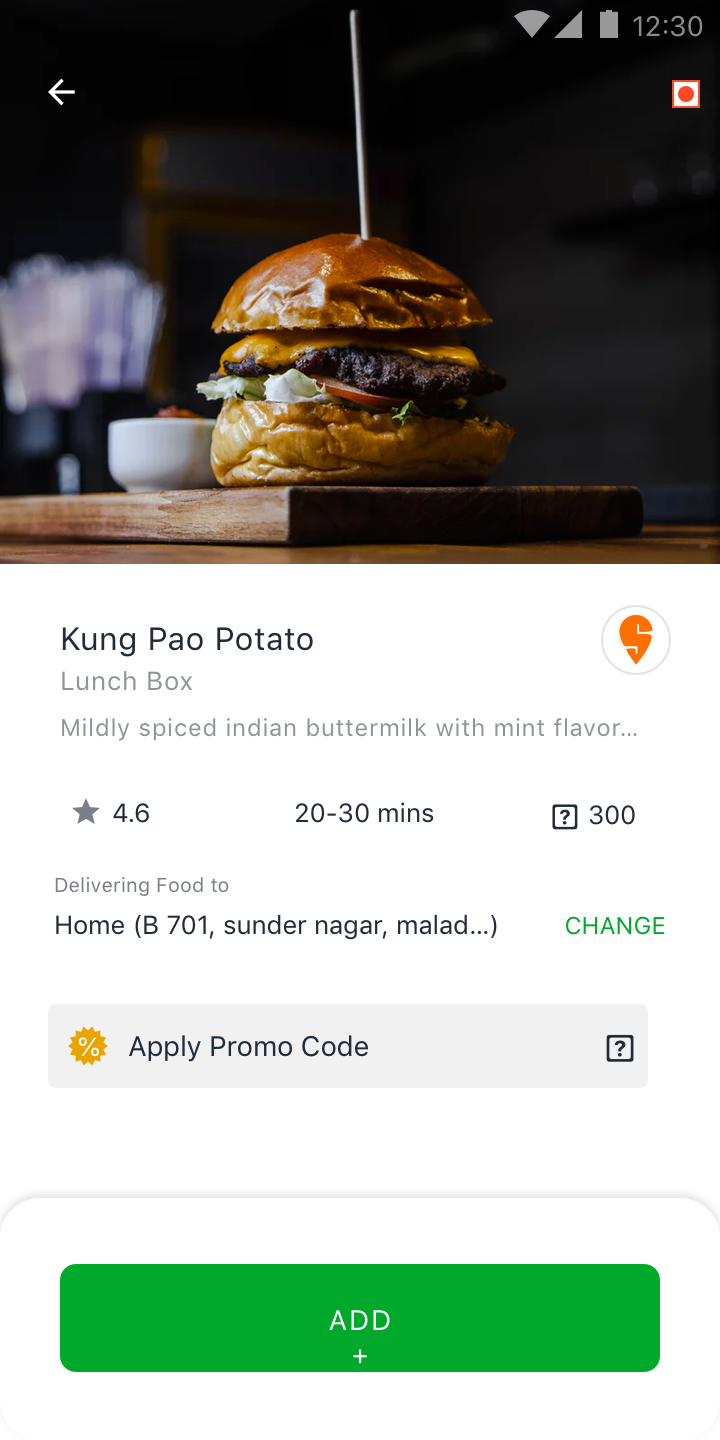 12:30
Kung Pao Potato
Lunch Box
Mildly spiced indian buttermilk with mint flavor...
4.6
20-30 mins
? 300
Delivering Food to
Home (B 701, sunder nagar, malad...)
CHANGE
% Apply Promo Code ?
ADD
+